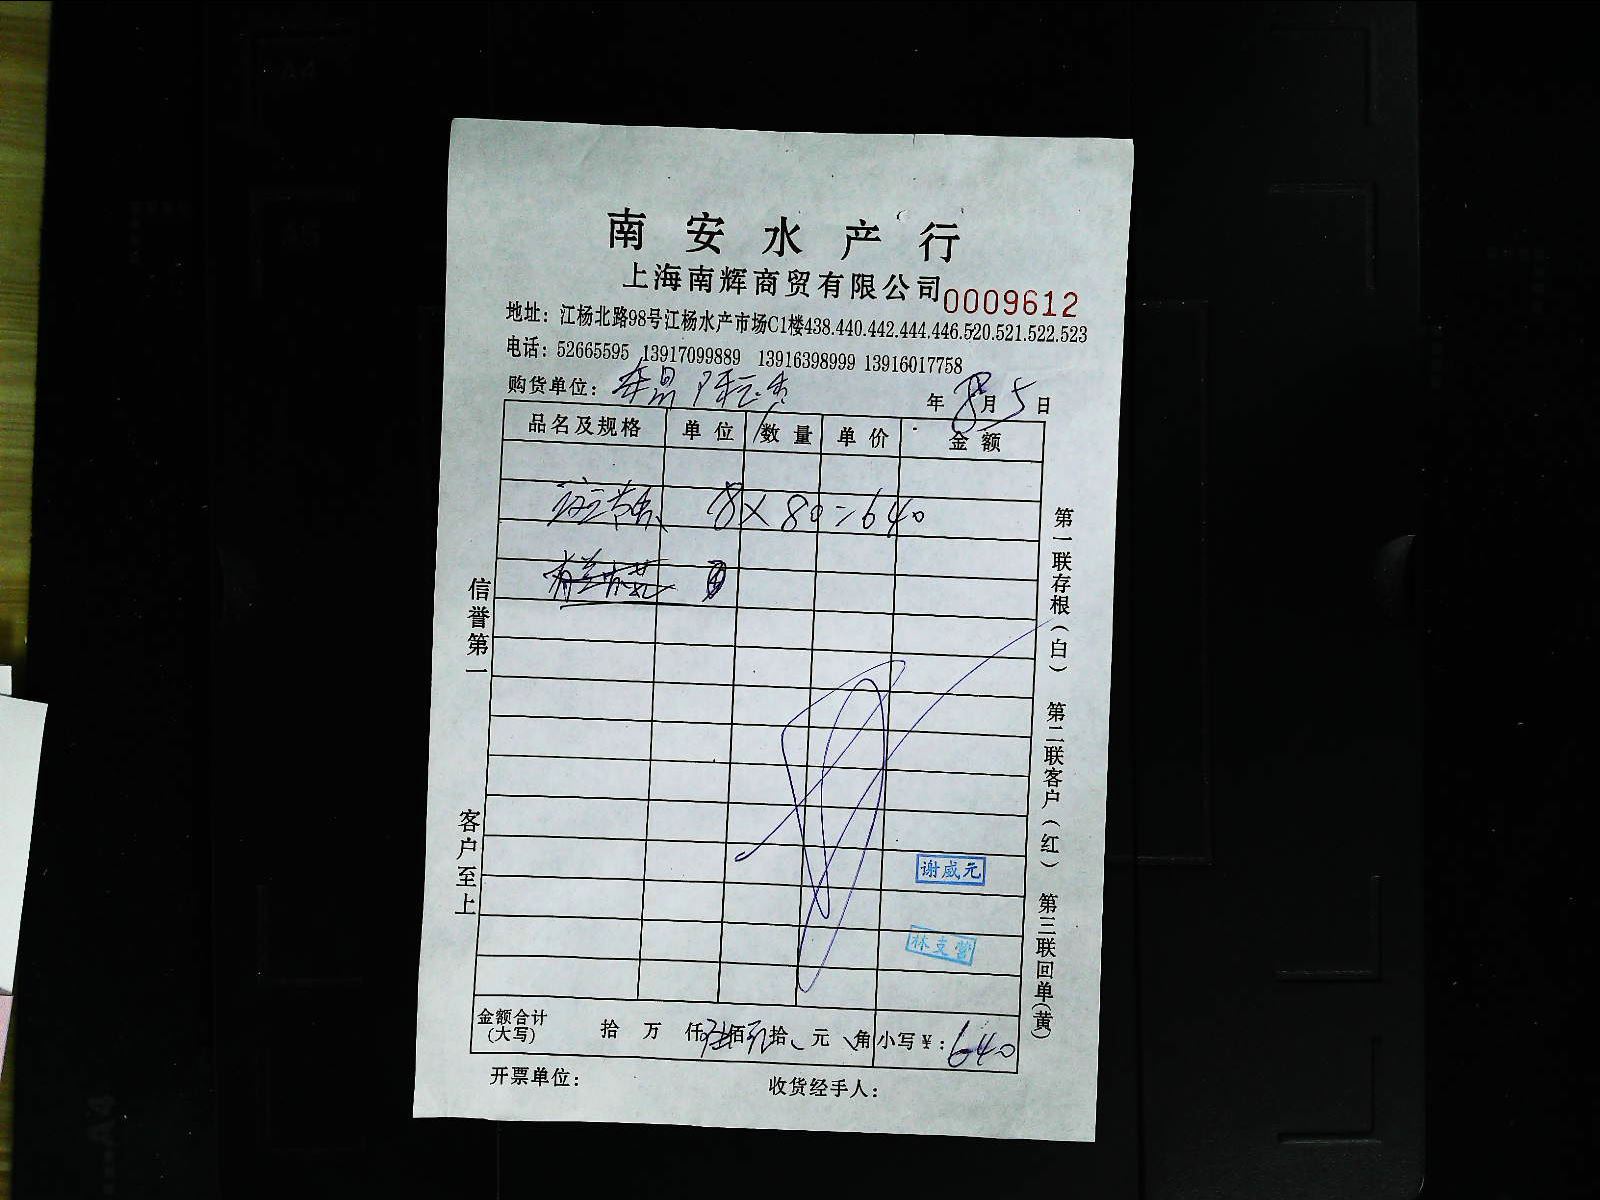 南安水产行
上海南辉商贸有限公司 0009612
地址：江杨北路98号江杨水产市场C1楼438.440.442.444.446.520.521.522.523
电话：52665595 13917099889 13916398999 13916017758
购货单位： 年 8月 5日
品名及规格 单位 数量 单价 金额
8 × 80 = 640
谢咸元
林支营
金额合计(大写) 拾 万 仟 陆佰 拾 元 角 小写￥：640
开票单位： 收货经手人：
信誉第一 客户至上
第一联存根(白) 第二联客户(红) 第三联回单(黄)